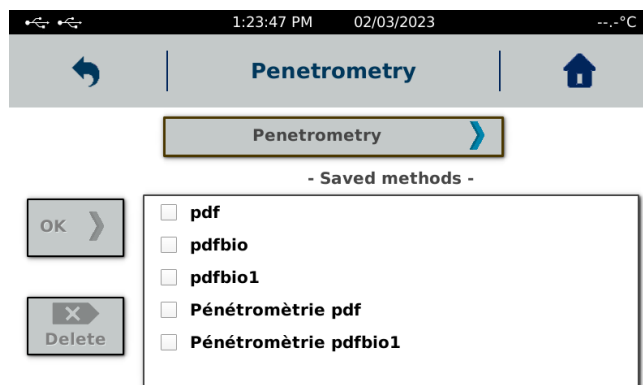 1:23:47 PM 02/03/2023 --.-°C
Penetrometry
Penetrometry
- Saved methods -
OK
pdf
pdfbio
pdfbio1
Pénétromètrie pdf
Delete
Pénétromètrie pdfbio1